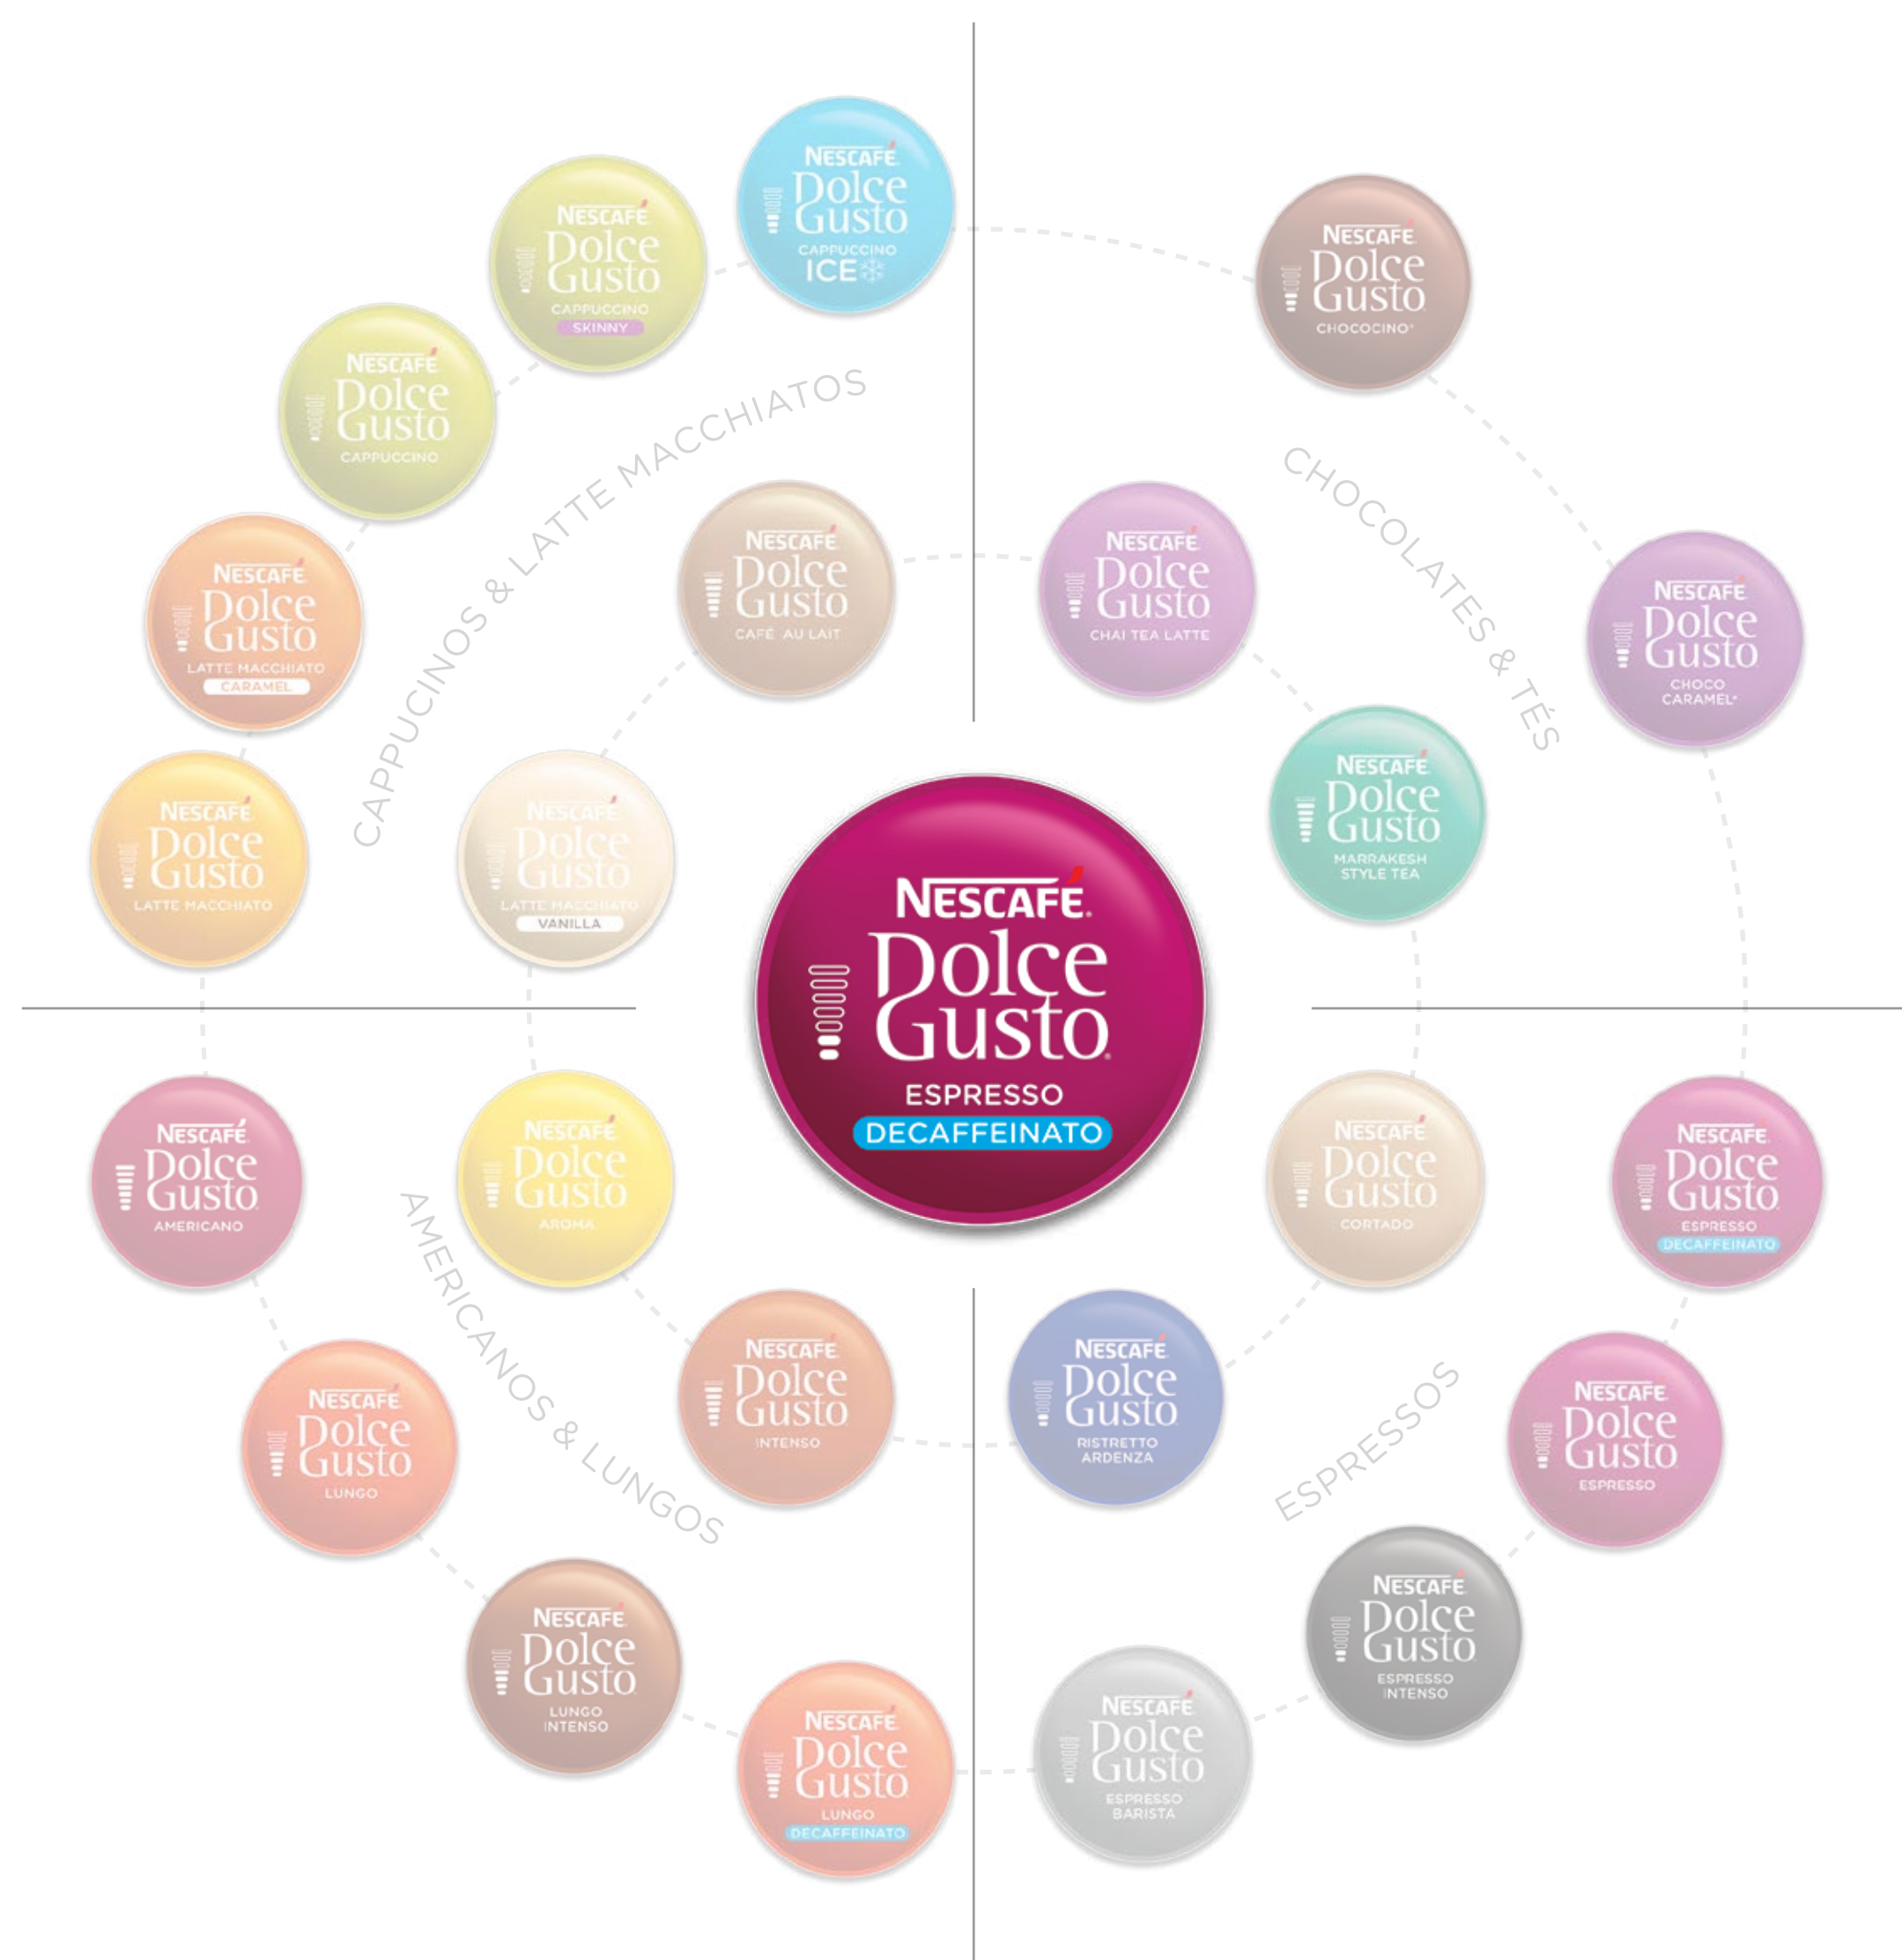 NESCAFÉ
Dolce
Gusto
CAPPUCCINO
ICE
NESCAFÉ
Dolce
Gusto
CAPPUCCINO
SKINNY
NESCAFÉ
Dolce
Gusto
CAPPUCCINO
NESCAFÉ
Dolce
Gusto
LATTE MACCHIATO
CARAMEL
NESCAFÉ
Dolce
Gusto
LATTE MACCHIATO
CAPPUCINOS & LATTE MACCHIATOS
NESCAFÉ
Dolce
Gusto
CAFÉ AU LAIT
NESCAFÉ
Dolce
Gusto
LATTE MACCHIATO
VANILLA
NESCAFÉ
Dolce
Gusto
CHOCOCINO*
CHOCOLATES & TÉS
NESCAFÉ
Dolce
Gusto
CHAI TEA LATTE
NESCAFÉ
Dolce
Gusto
CHOCO
CARAMEL*
NESCAFÉ
Dolce
Gusto
MARRAKESH
STYLE TEA
NESCAFÉ®
Dolce
Gusto®
ESPRESSO
DECAFFEINATO
NESCAFÉ
Dolce
Gusto
AMERICANO
NESCAFÉ
Dolce
Gusto
AROMA
AMERICANOS & LUNGOS
NESCAFÉ
Dolce
Gusto
LUNGO
NESCAFÉ
Dolce
Gusto
INTENSO
NESCAFÉ
Dolce
Gusto
LUNGO
INTENSO
NESCAFÉ
Dolce
Gusto
LUNGO
DECAFFEINATO
NESCAFÉ
Dolce
Gusto
CORTADO
NESCAFÉ
Dolce
Gusto
ESPRESSO
DECAFFEINATO
NESCAFÉ
Dolce
Gusto
RISTRETTO
ARDENZA
ESPRESSOS
NESCAFÉ
Dolce
Gusto
ESPRESSO
NESCAFÉ
Dolce
Gusto
ESPRESSO
INTENSO
NESCAFÉ
Dolce
Gusto
ESPRESSO
BARISTA